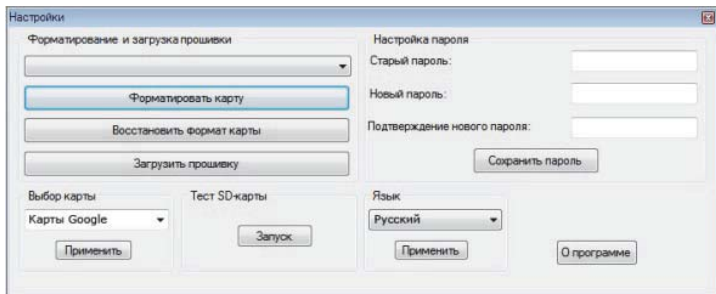 Настройки
Форматирование и загрузка прошивки
Форматировать карту
Восстановить формат карты
Загрузить прошивку
Настройка пароля
Старый пароль:
Новый пароль:
Подтверждение нового пароля:
Сохранить пароль
Выбор карты
Карты Google
Применить
Тест SD-карты
Запуск
Язык
Русский
Применить
О программе